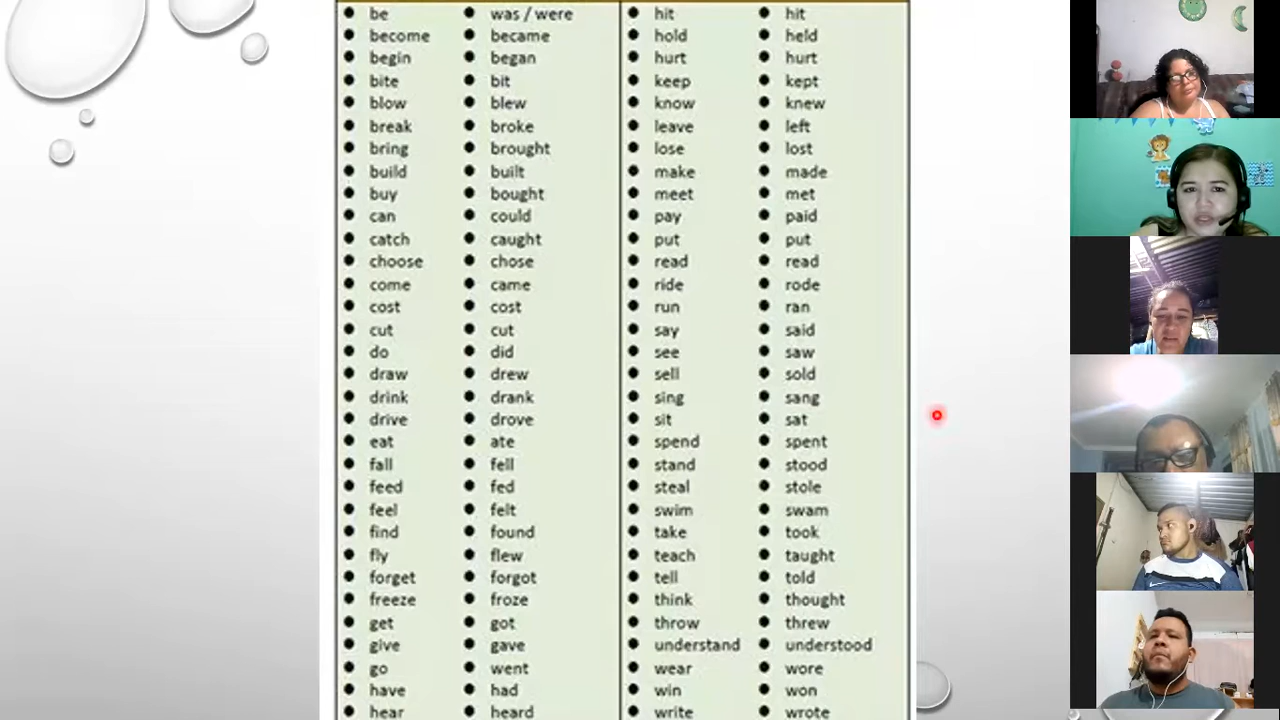 be was / were hit hit
become became hold held
begin began hurt hurt
bite bit keep kept
blow blew know knew
break broke leave left
bring brought lose lost
build built make made
buy bought meet met
can could pay paid
catch caught put put
choose chose read read
come came ride rode
cost cost run ran
cut cut say said
do did see saw
draw drew sell sold
drink drank sing sang
drive drove sit sat
eat ate spend spent
fall fell stand stood
feed fed steal stole
feel felt swim swam
find found take took
fly flew teach taught
forget forgot tell told
freeze froze think thought
get got throw threw
give gave understand understood
go went wear wore
have had win won
hear heard write wrote